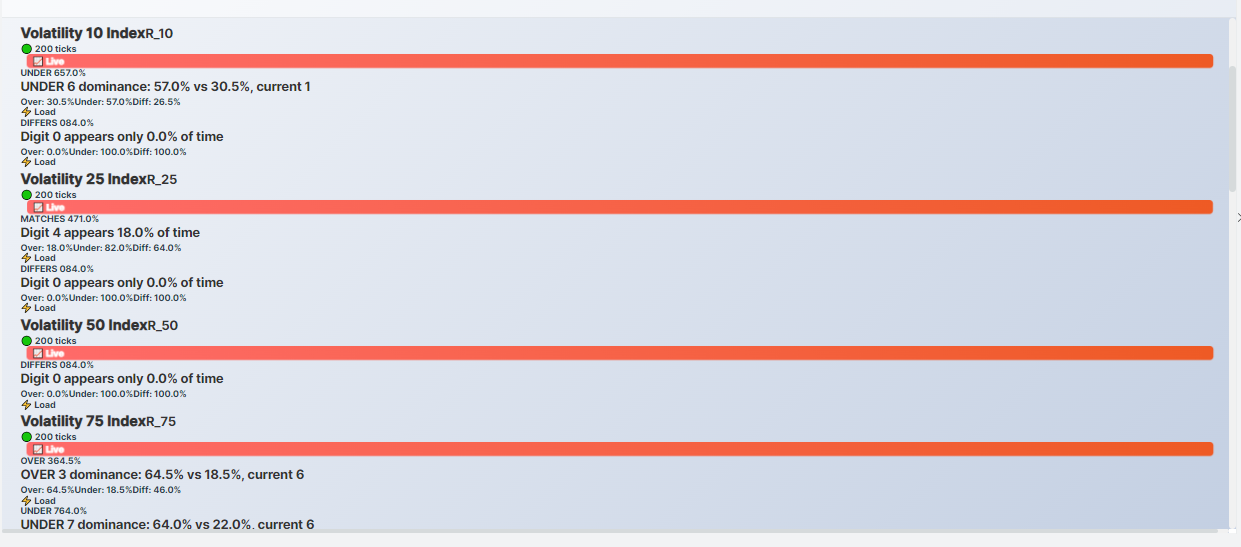 Volatility 10 IndexR_10
200 ticks
Live
UNDER 657.0%
UNDER 6 dominance: 57.0% vs 30.5%, current 1
Over: 30.5%Under: 57.0%Diff: 26.5%
⚡ Load
DIFFERS 084.0%
Digit 0 appears only 0.0% of time
Over: 0.0%Under: 100.0%Diff: 100.0%
⚡ Load
Volatility 25 IndexR_25
200 ticks
Live
MATCHES 471.0%
Digit 4 appears 18.0% of time
Over: 18.0%Under: 82.0%Diff: 64.0%
⚡ Load
DIFFERS 084.0%
Digit 0 appears only 0.0% of time
Over: 0.0%Under: 100.0%Diff: 100.0%
⚡ Load
Volatility 50 IndexR_50
200 ticks
Live
DIFFERS 084.0%
Digit 0 appears only 0.0% of time
Over: 0.0%Under: 100.0%Diff: 100.0%
⚡ Load
Volatility 75 IndexR_75
200 ticks
Live
OVER 364.5%
OVER 3 dominance: 64.5% vs 18.5%, current 6
Over: 64.5%Under: 18.5%Diff: 46.0%
⚡ Load
UNDER 764.0%
UNDER 7 dominance: 64.0% vs 22.0%, current 6